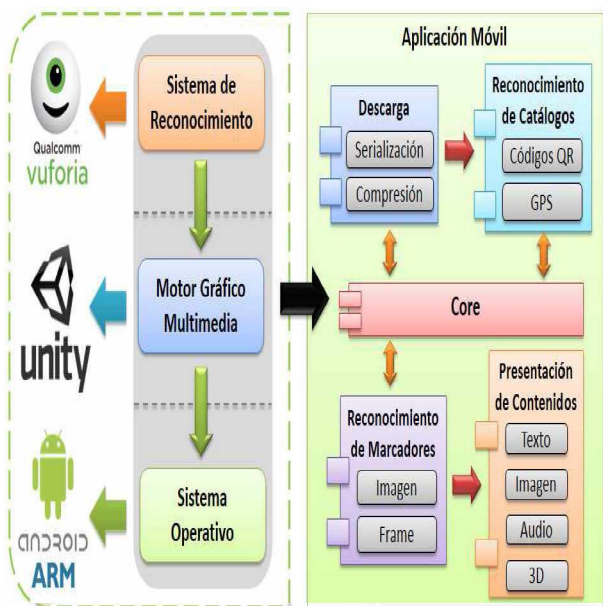 Qualcomm
vuforia
unity
ANDROID
ARM
Sistema de
Reconocimiento
Motor Gráfico
Multimedia
Sistema
Operativo
Aplicación Móvil
Descarga
Serialización
Compresión
Reconocimiento
de Catálogos
Códigos QR
GPS
Core
Reconocimiento
de Marcadores
Imagen
Frame
Presentación
de Contenidos
Texto
Imagen
Audio
3D